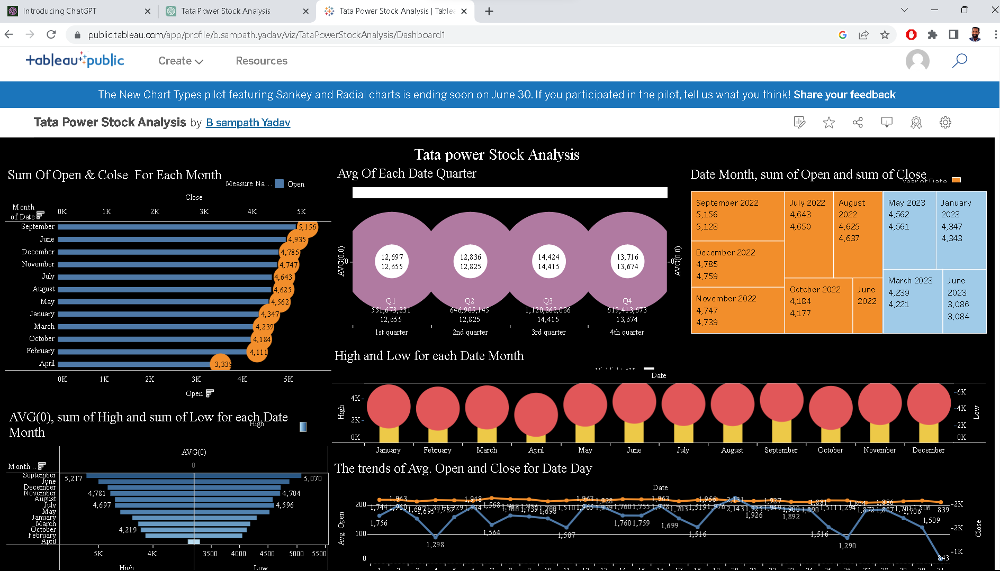 Introducing ChatGPT
Tata Power Stock Analysis
Tata Power Stock Analysis | Table
public.tableau.com/app/profile/b.sampath.yadav/viz/TataPowerStockAnalysis/Dashboard1
+ableau public
Create
Resources
The New Chart Types pilot featuring Sankey and Radial charts is ending soon on June 30. If you participated in the pilot, tell us what you think! Share your feedback
Tata Power Stock Analysis by B sampath Yadav
Tata power Stock Analysis
Sum Of Open & Colse For Each Month
Measure Na... Open
Close
Month
of Date
0K 1K 2K 3K 4K 5K
September 5,156
June 4,935
December 4,785
November 4,747
July 4,643
August 4,625
May 4,562
January 4,347
March 4,239
October 4,184
February 4,111
April 3,339
0K 1K 2K 3K 4K 5K
Open
Avg Of Each Date Quarter
AVG(0.0)
0
12,697
12,655
12,836
12,825
14,424
14,415
13,716
13,674
0
AVG(0.0)
Q1 Q2 Q3 Q4
551,673,231 646,905,145 1,120,262,086 619,413,673
12,655 12,825 14,415 13,674
1st quarter 2nd quarter 3rd quarter 4th quarter
Date Month, sum of Open and sum of Close
Year of Date
September 2022
5,156
5,128
December 2022
4,785
4,759
November 2022
4,747
4,739
July 2022
4,643
4,650
August
2022
4,625
4,637
October 2022
4,184
4,177
June
2022
May 2023
4,562
4,561
January
2023
4,347
4,343
March 2023
4,239
4,221
June
2023
3,086
3,084
High and Low for each Date Month
Date
High
4K
2K
0K
6K
4K
2K
0K
Low
January February March April May June July August September October November December
AVG(0), sum of High and sum of Low for each Date
Month
High
AVG(0)
Month ..
0
September 5,217 5,070
June
December
November 4,781 4,704
August
July 4,697 4,596
May
January
March
October 4,219
February
April
5K 4K 3500 4000 4500 5000 5500
High Low
The trends of Avg. Open and Close for Date Day
Date
Avg. Open
200
100
0
1,963 1,948 1,963 1,928 1,963 1,956 2,131 1,927 1,881 1,864 1,886
1,744 1,960 1,695 1,727 1,934 1,568 1,698 1,510 1,965 1,939 1,760 1,755 1,978 1,703 1,519 1,976 2,143 1,925 1,949 1,900 1,890 1,511 1,294 1,872 1,887 1,701 1,706 839
1,756 1,298 1,564 1,507 1,760 1,759 1,699 1,516 1,926 1,892 1,516 1,290 1,509 843
2K
2K
1K
Close